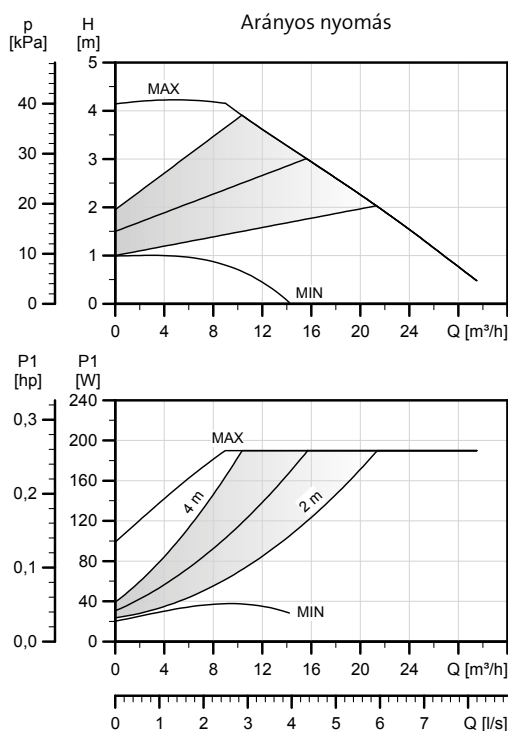 Arányos nyomás
p
[kPa]
H
[m]
5
MAX
40
4
30
3
20
2
10
1
MIN
0
0
0 4 8 12 16 20 24 Q [m³/h]
P1
[hp]
P1
[W]
240
0,3
200
MAX
160
0,2
4 m
2 m
120
0,1
80
40
MIN
0,0
0
0 4 8 12 16 20 24 Q [m³/h]
0 1 2 3 4 5 6 7 Q [l/s]